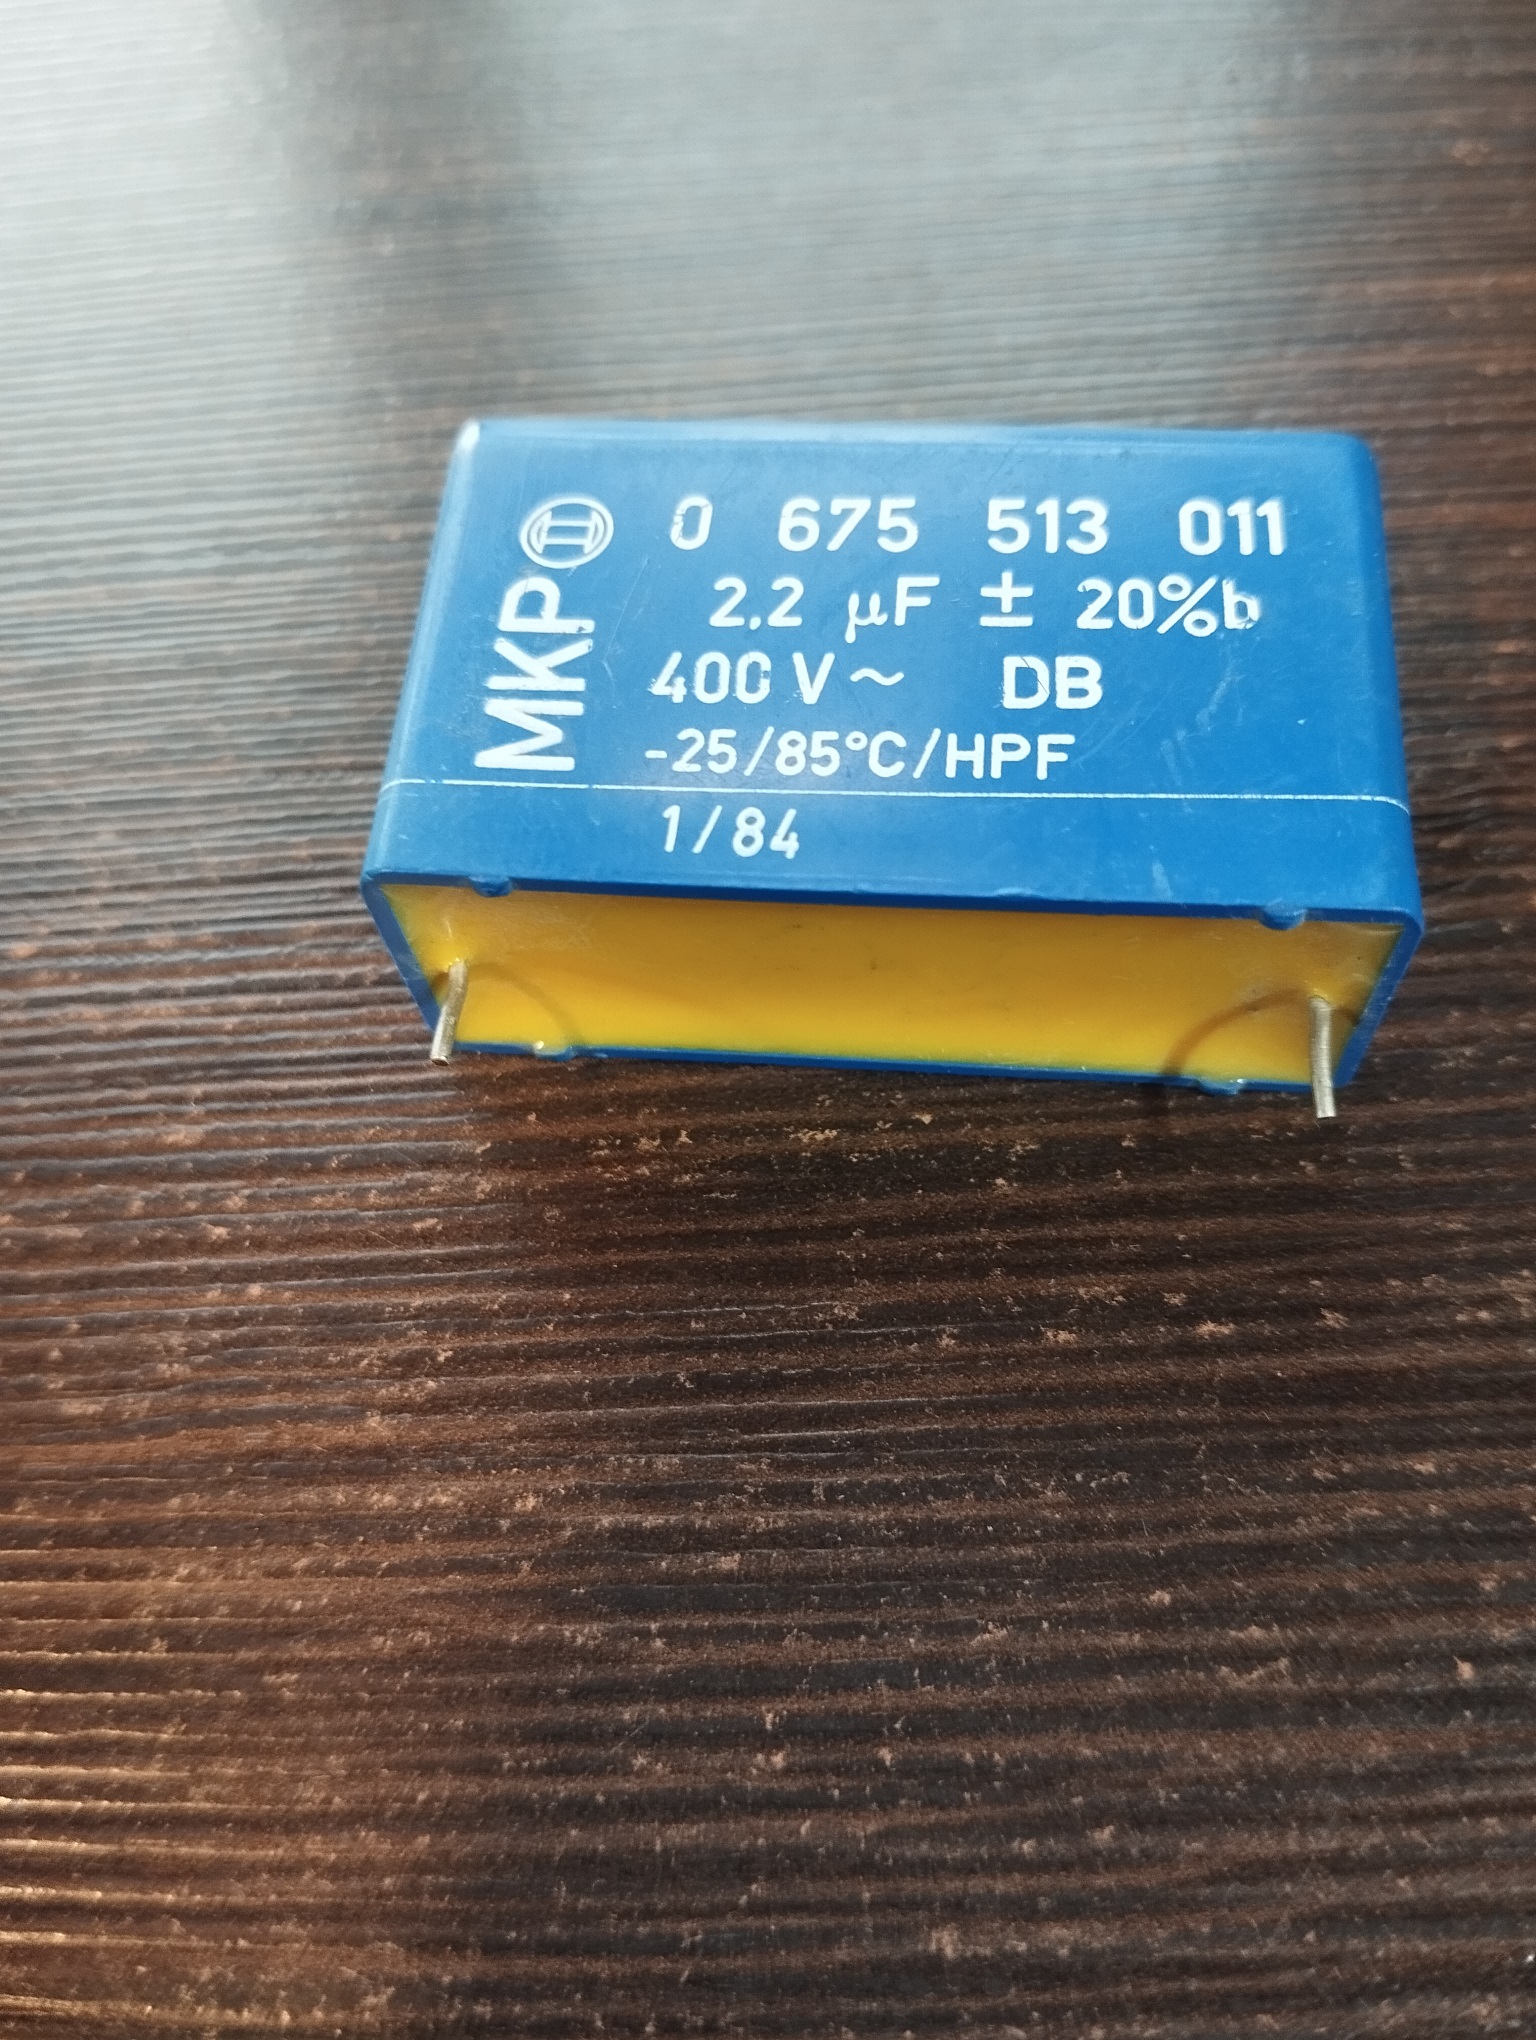 MKP
0 675 513 011
2,2 µF ± 20%b
400 V~ DB
-25/85°C/HPF
1/84